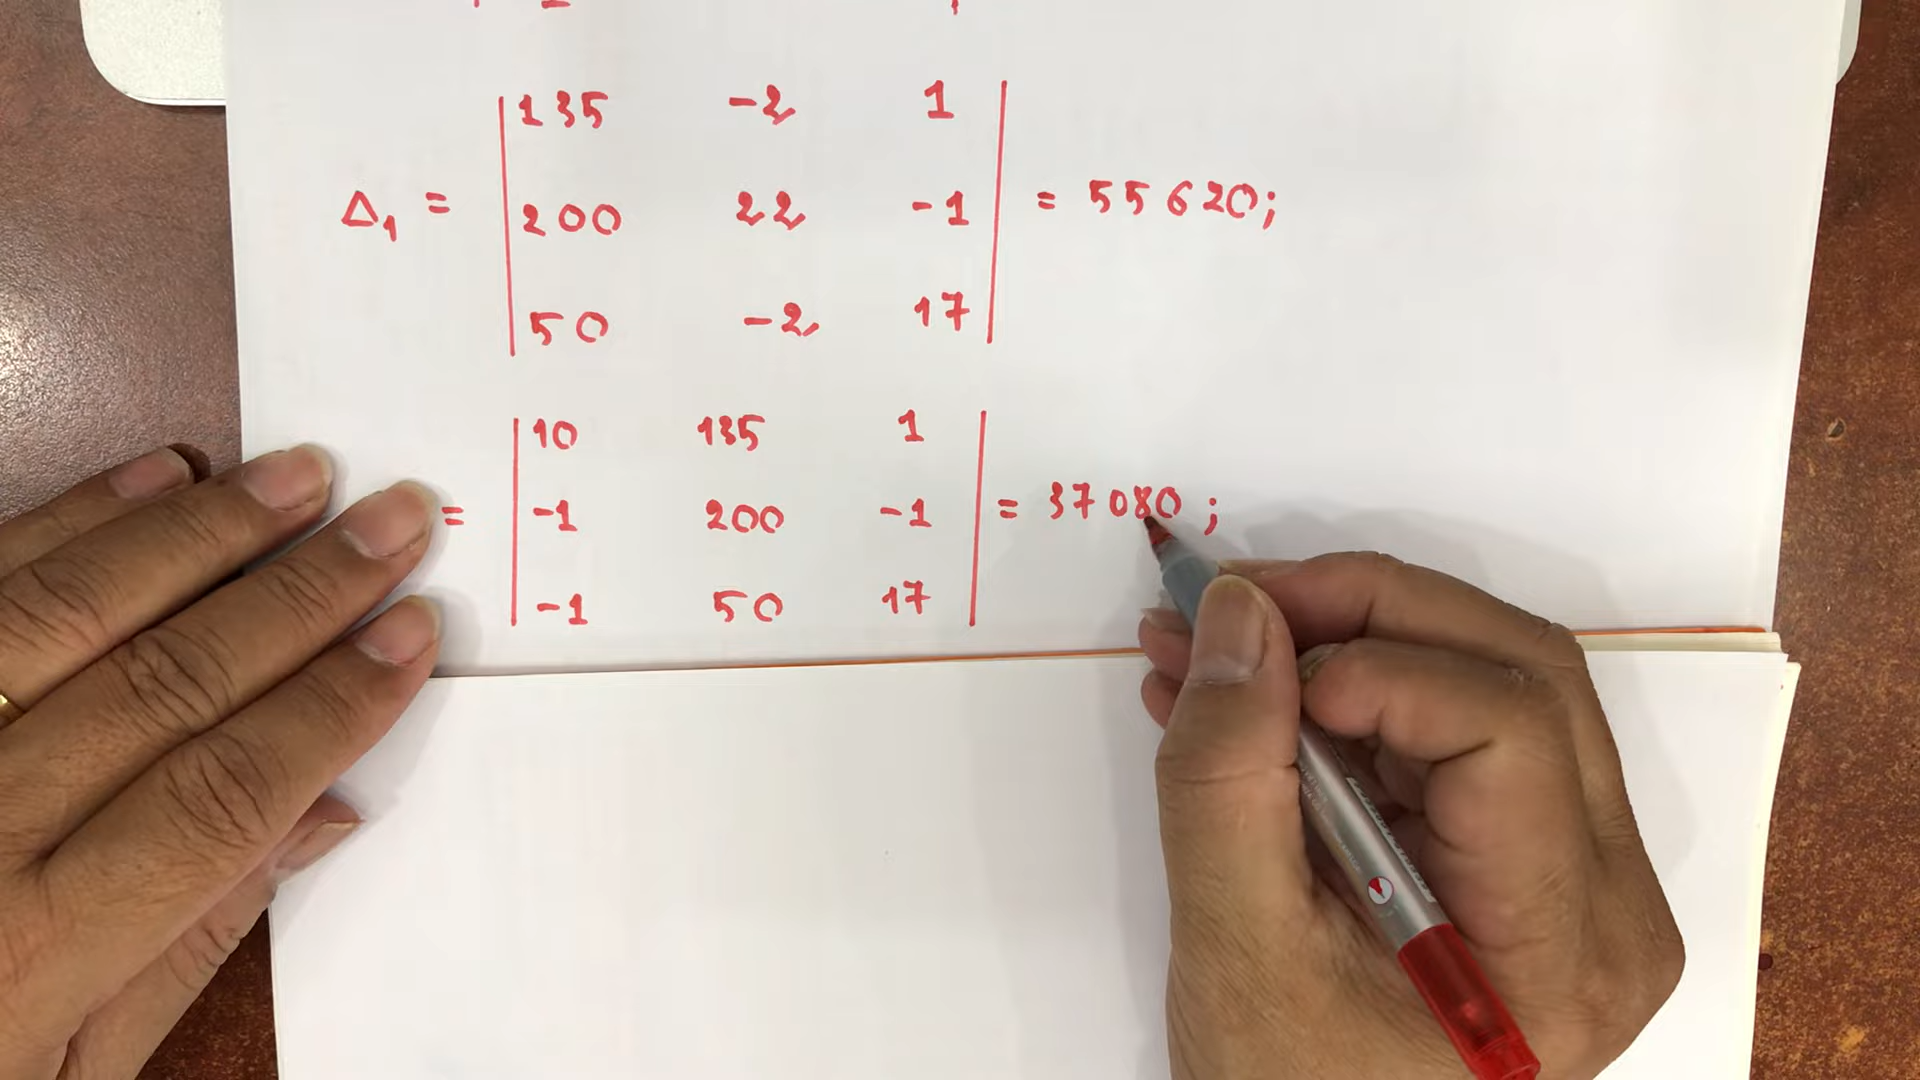 135 -2 1
Δ₁ = 200 22 -1 = 55620;
50 -2 17
10 135 1
= -1 200 -1 = 37080;
-1 50 17